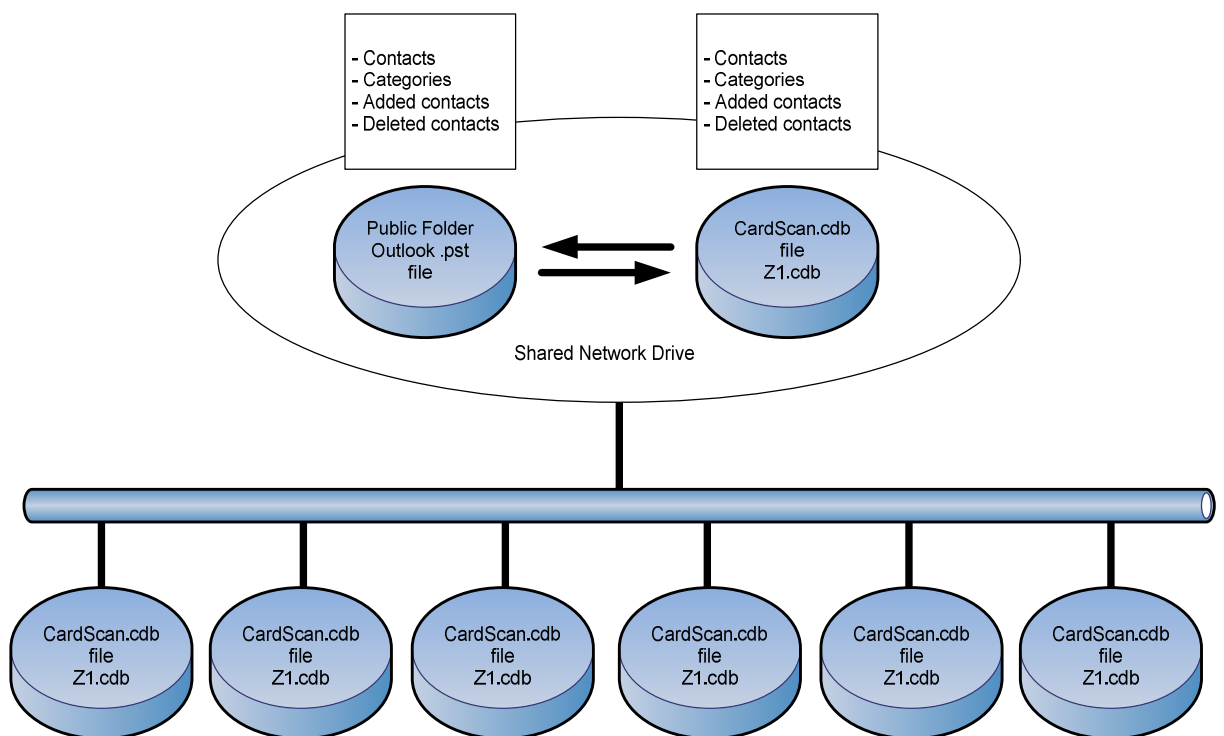 - Contacts
- Categories
- Added contacts
- Deleted contacts
- Contacts
- Categories
- Added contacts
- Deleted contacts
Public Folder
Outlook .pst
file
CardScan.cdb
file
Z1.cdb
Shared Network Drive
CardScan.cdb
file
Z1.cdb
CardScan.cdb
file
Z1.cdb
CardScan.cdb
file
Z1.cdb
CardScan.cdb
file
Z1.cdb
CardScan.cdb
file
Z1.cdb
CardScan.cdb
file
Z1.cdb